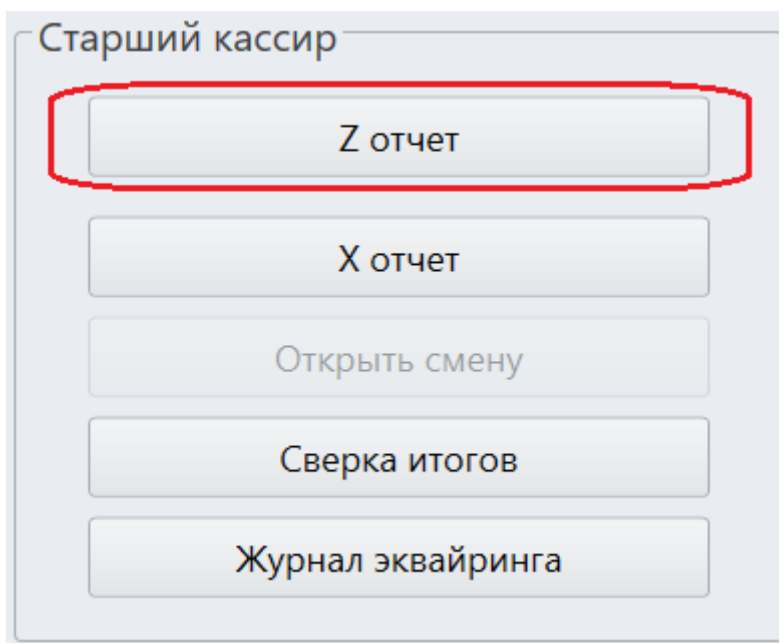 Старший кассир
Z отчет
X отчет
Открыть смену
Сверка итогов
Журнал эквайринга